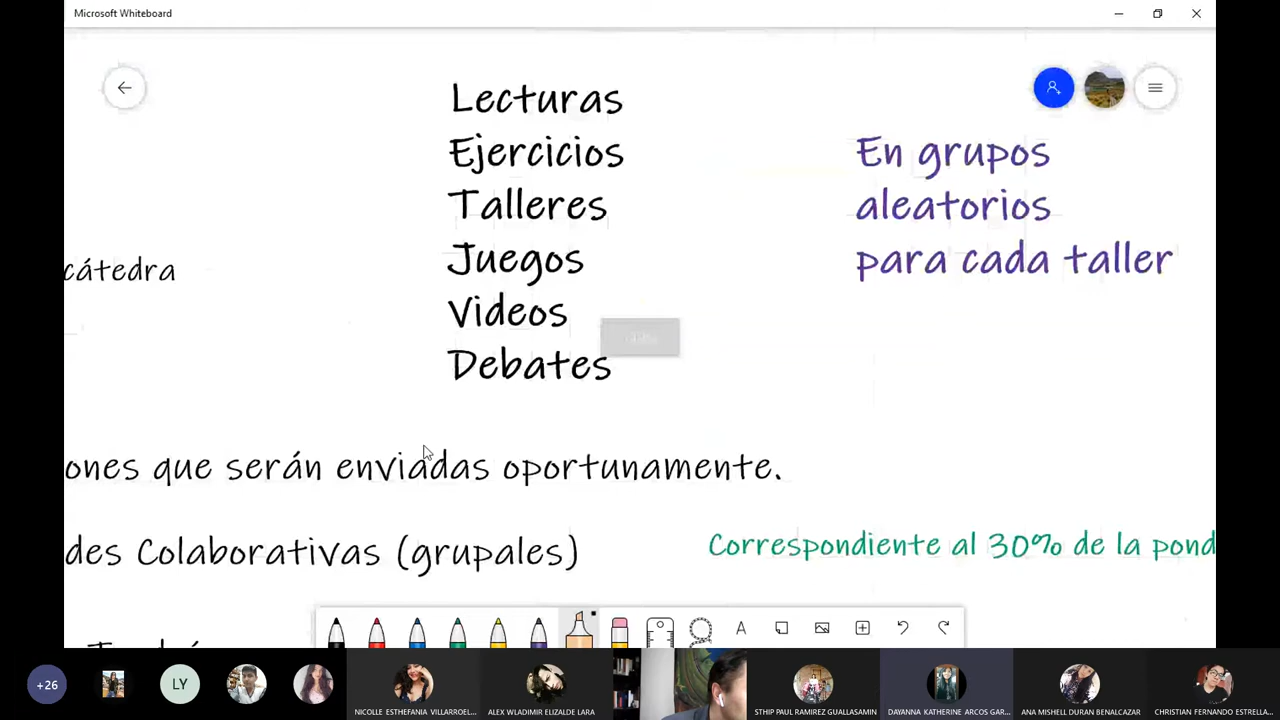 Microsoft Whiteboard
Lecturas
Ejercicios
Talleres
Juegos
Videos
Debates
En grupos
aleatorios
para cada taller
cátedra
ones que serán enviadas oportunamente.
des Colaborativas (grupales)
Correspondiente al 30% de la pond
A
+26
LY
NICOLLE ESTHEFANIA VILLARROEL...
ALEX WLADIMIR ELIZALDE LARA
STHIP PAUL RAMIREZ GUALLASAMIN
DAYANNA KATHERINE ARCOS GAR...
ANA MISHELL DURAN BENALCAZAR
CHRISTIAN FERNANDO ESTRELLA...